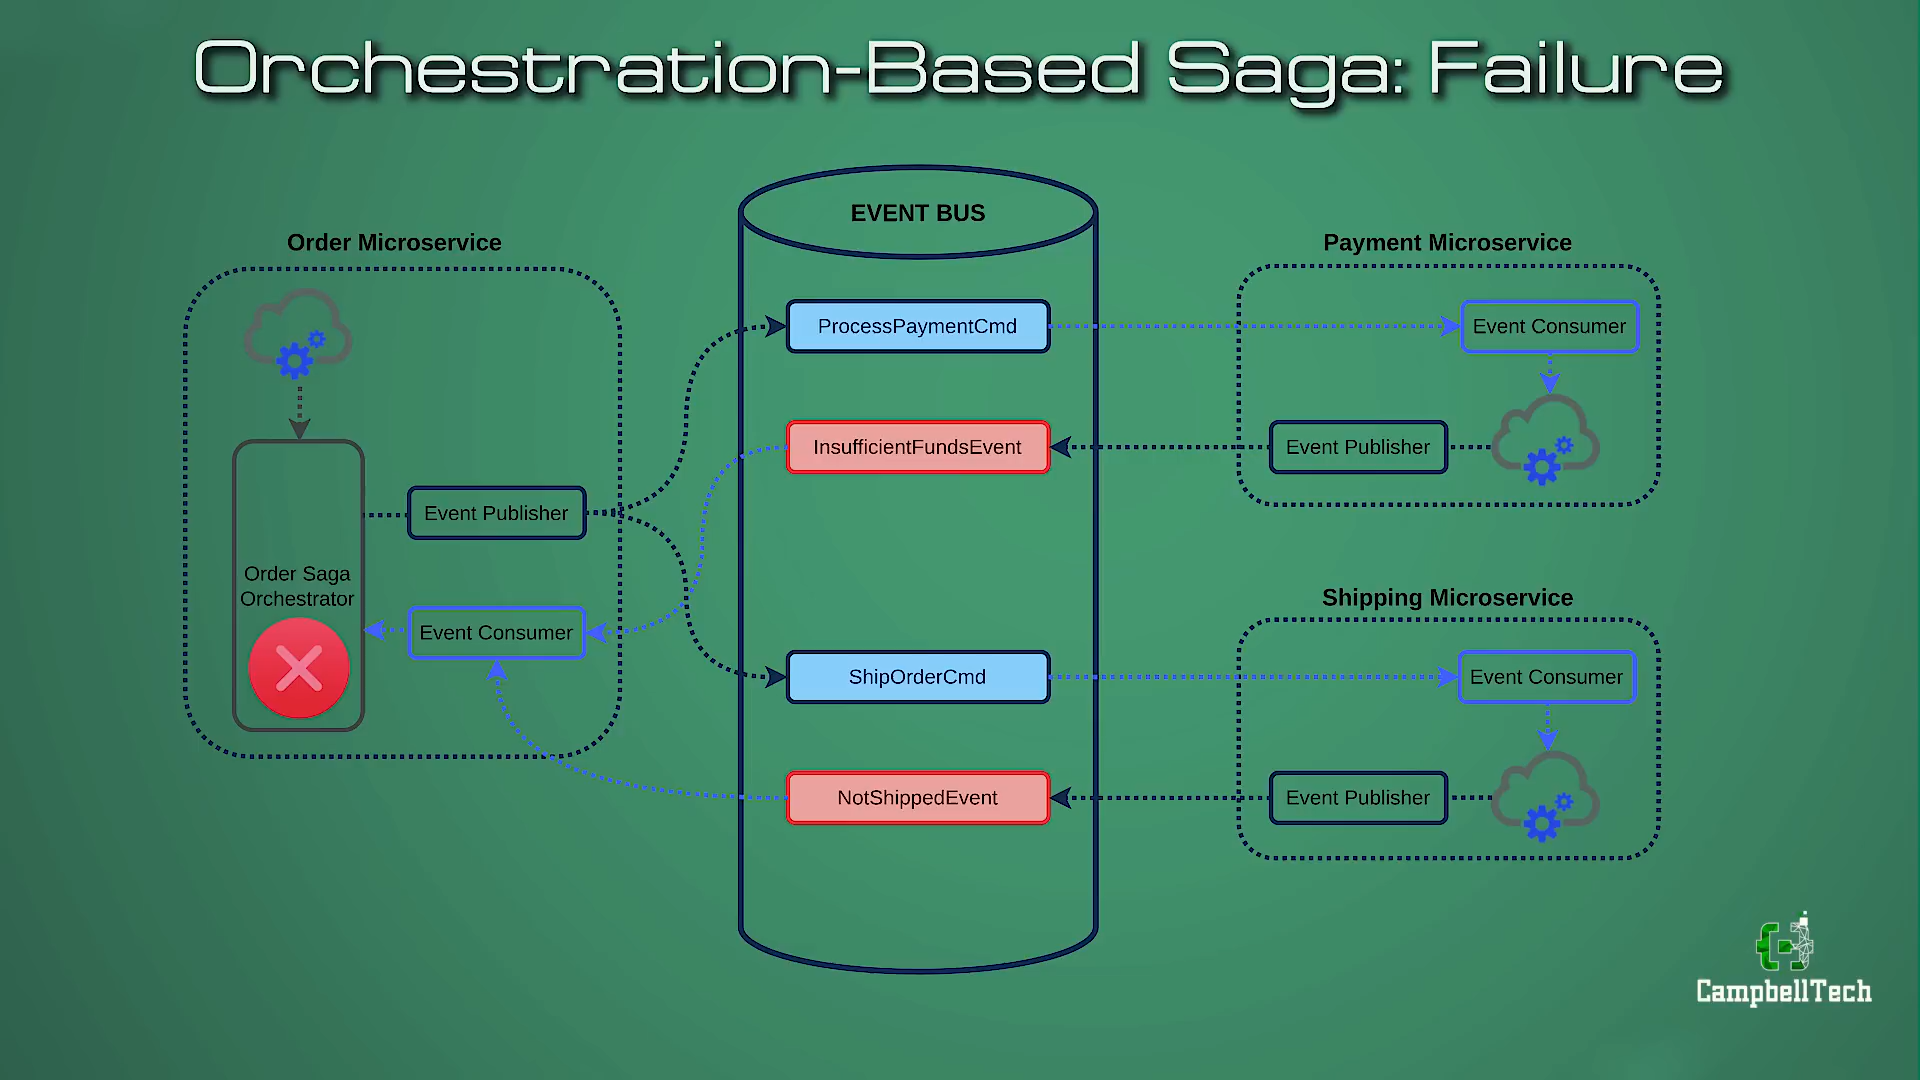 Orchestration-Based Saga: Failure
EVENT BUS
Order Microservice
Payment Microservice
ProcessPaymentCmd
Event Consumer
InsufficientFundsEvent
Event Publisher
Event Publisher
Order Saga
Orchestrator
Event Consumer
Shipping Microservice
ShipOrderCmd
Event Consumer
NotShippedEvent
Event Publisher
CampbellTech